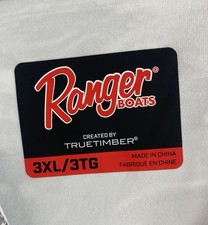 Ranger®
BOATS
CREATED BY
TRUETIMBER®
3XL/3TG
MADE IN CHINA
FABRIQUÉ EN CHINE